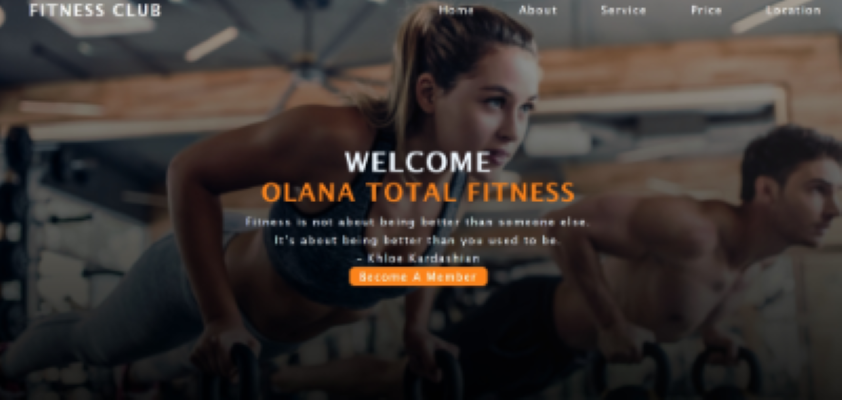 FITNESS CLUB Home About Service Price Location
WELCOME
OLANA TOTAL FITNESS
Fitness is not about being better than someone else.
It's about being better than you used to be.
– Khloe Kardashian
Become A Member